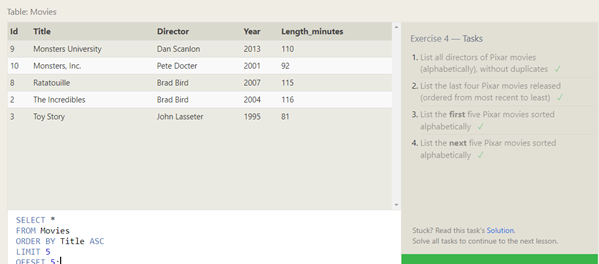 Table: Movies
Id Title Director Year Length_minutes
9 Monsters University Dan Scanlon 2013 110
10 Monsters, Inc. Pete Docter 2001 92
8 Ratatouille Brad Bird 2007 115
2 The Incredibles Brad Bird 2004 116
3 Toy Story John Lasseter 1995 81
SELECT *
FROM Movies
ORDER BY Title ASC
LIMIT 5
OFFSET 5;
Exercise 4 — Tasks
1. List all directors of Pixar movies
(alphabetically), without duplicates ✓
2. List the last four Pixar movies released
(ordered from most recent to least) ✓
3. List the first five Pixar movies sorted
alphabetically ✓
4. List the next five Pixar movies sorted
alphabetically ✓
Stuck? Read this task's Solution.
Solve all tasks to continue to the next lesson.